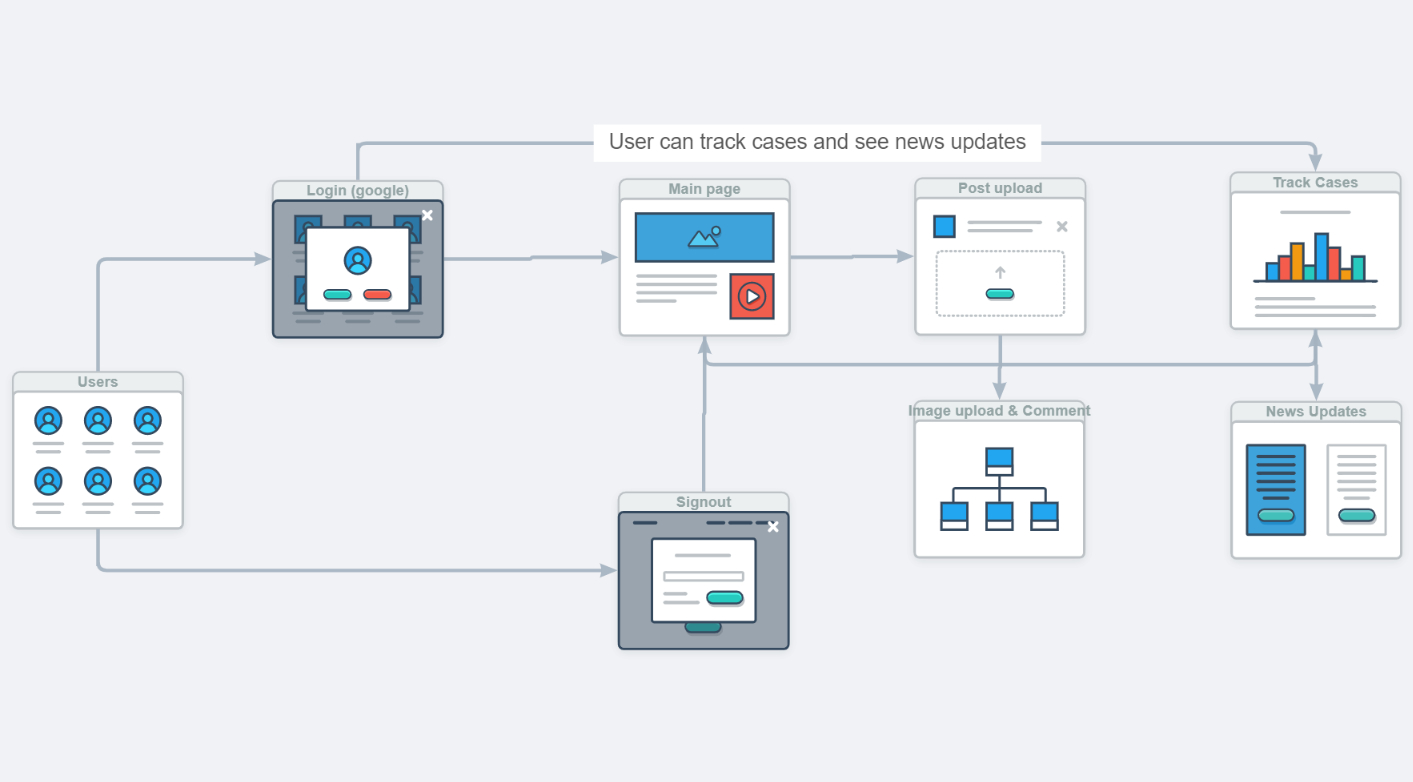 User can track cases and see news updates
Login (google)
Main page
Post upload
Track Cases
Users
Image upload & Comment
News Updates
Signout